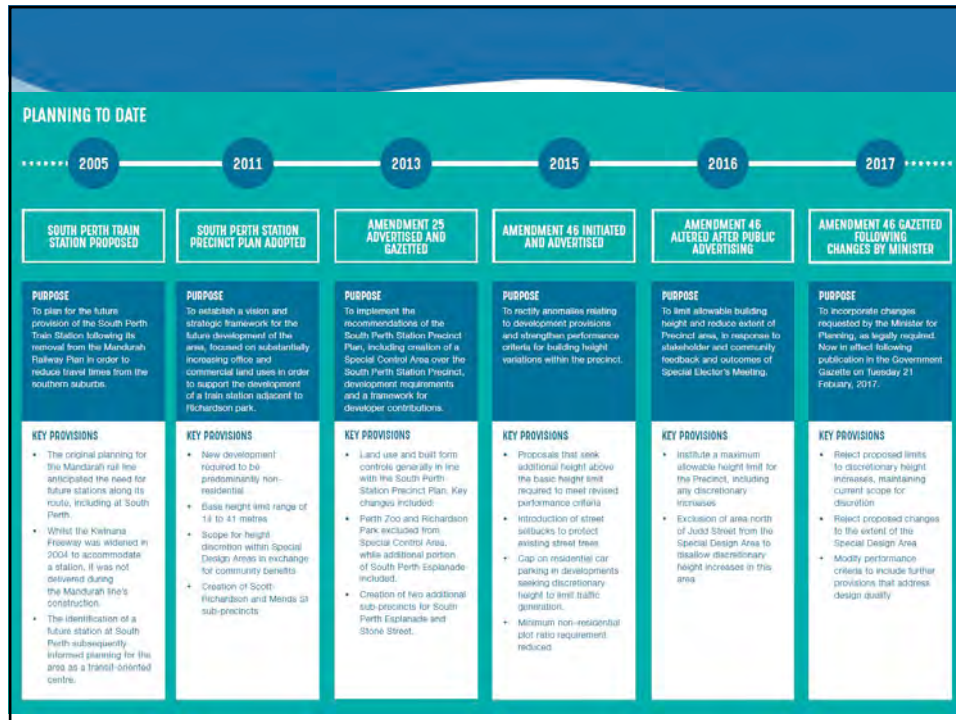 PLANNING TO DATE
2005
2011
2013
2015
2016
2017
SOUTH PERTH TRAIN
STATION PROPOSED
SOUTH PERTH STATION
PRECINCT PLAN ADOPTED
AMENDMENT 25
ADVERTISED AND
GAZETTED
AMENDMENT 46 INITIATED
AND ADVERTISED
AMENDMENT 46
ALTERED AFTER PUBLIC
ADVERTISING
AMENDMENT 46 GAZETTED
FOLLOWING
CHANGES BY MINISTER
PURPOSE
To plan for the future
provision of the South Perth
Train Station following its
removal from the Mandurah
Railway Plan in order to
reduce travel times from the
southern suburbs.
PURPOSE
To establish a vision and
strategic framework for the
future development of the
area, focused on substantially
increasing office and
commercial land uses in order
to support the development
of a train station adjacent to
Richardson park.
PURPOSE
To implement the
recommendations of the
South Perth Station Precinct
Plan, including creation of a
Special Control Area over the
South Perth Station Precinct,
development requirements
and a framework for
developer contributions.
PURPOSE
To rectify anomalies relating
to development provisions
and strengthen performance
criteria for building height
variations within the precinct.
PURPOSE
To limit allowable building
height and reduce extent of
Precinct area, in response to
stakeholder and community
feedback and outcomes of
Special Elector's Meeting.
PURPOSE
To incorporate changes
requested by the Minister for
Planning, as legally required.
Now in effect following
publication in the Government
Gazette on Tuesday 21
Febuary, 2017.
KEY PROVISIONS
• The original planning for
the Mandarah rail line
anticipated the need for
future stations along its
route, including at South
Perth.
• Whilst the Kwinana
Freeway was widened in
2004 to accommodate
a station, it was not
delivered during
the Mandurah line's
construction.
• The identification of a
future station at South
Perth subsequently
informed planning for the
area as a transit-oriented
centre.
KEY PROVISIONS
• New development
required to be
predominantly non-
residential
• Base height limit range of
14 to 41 metres
• Scope for height
discretion within Special
Design Areas in exchange
for community benefits
• Creation of Scott-
Richardson and Mends St
sub-precincts
KEY PROVISIONS
• Land use and built form
controls generally in line
with the South Perth
Station Precinct Plan. Key
changes included:
• Perth Zoo and Richardson
Park excluded from
Special Control Area,
while additional portion
of South Perth Esplanade
included.
• Creation of two additional
sub-precincts for South
Perth Esplanade and
Stone Street.
KEY PROVISIONS
• Proposals that seek
additional height above
the basic height limit
required to meet revised
performance criteria
• Introduction of street
setbacks to protect
existing street trees
• Cap on residential car
parking in developments
seeking discretionary
height to limit traffic
generation.
• Minimum non-residential
plot ratio requirement
reduced
KEY PROVISIONS
• Institute a maximum
allowable height limit for
the Precinct, including
any discretionary
increases
• Exclusion of area north
of Judd Street from the
Special Design Area to
disallow discretionary
height increases in this
area
KEY PROVISIONS
• Reject proposed limits
to discretionary height
increases, maintaining
current scope for
discretion
• Reject proposed changes
to the extent of the
Special Design Area
• Modify performance
criteria to include further
provisions that address
design quality